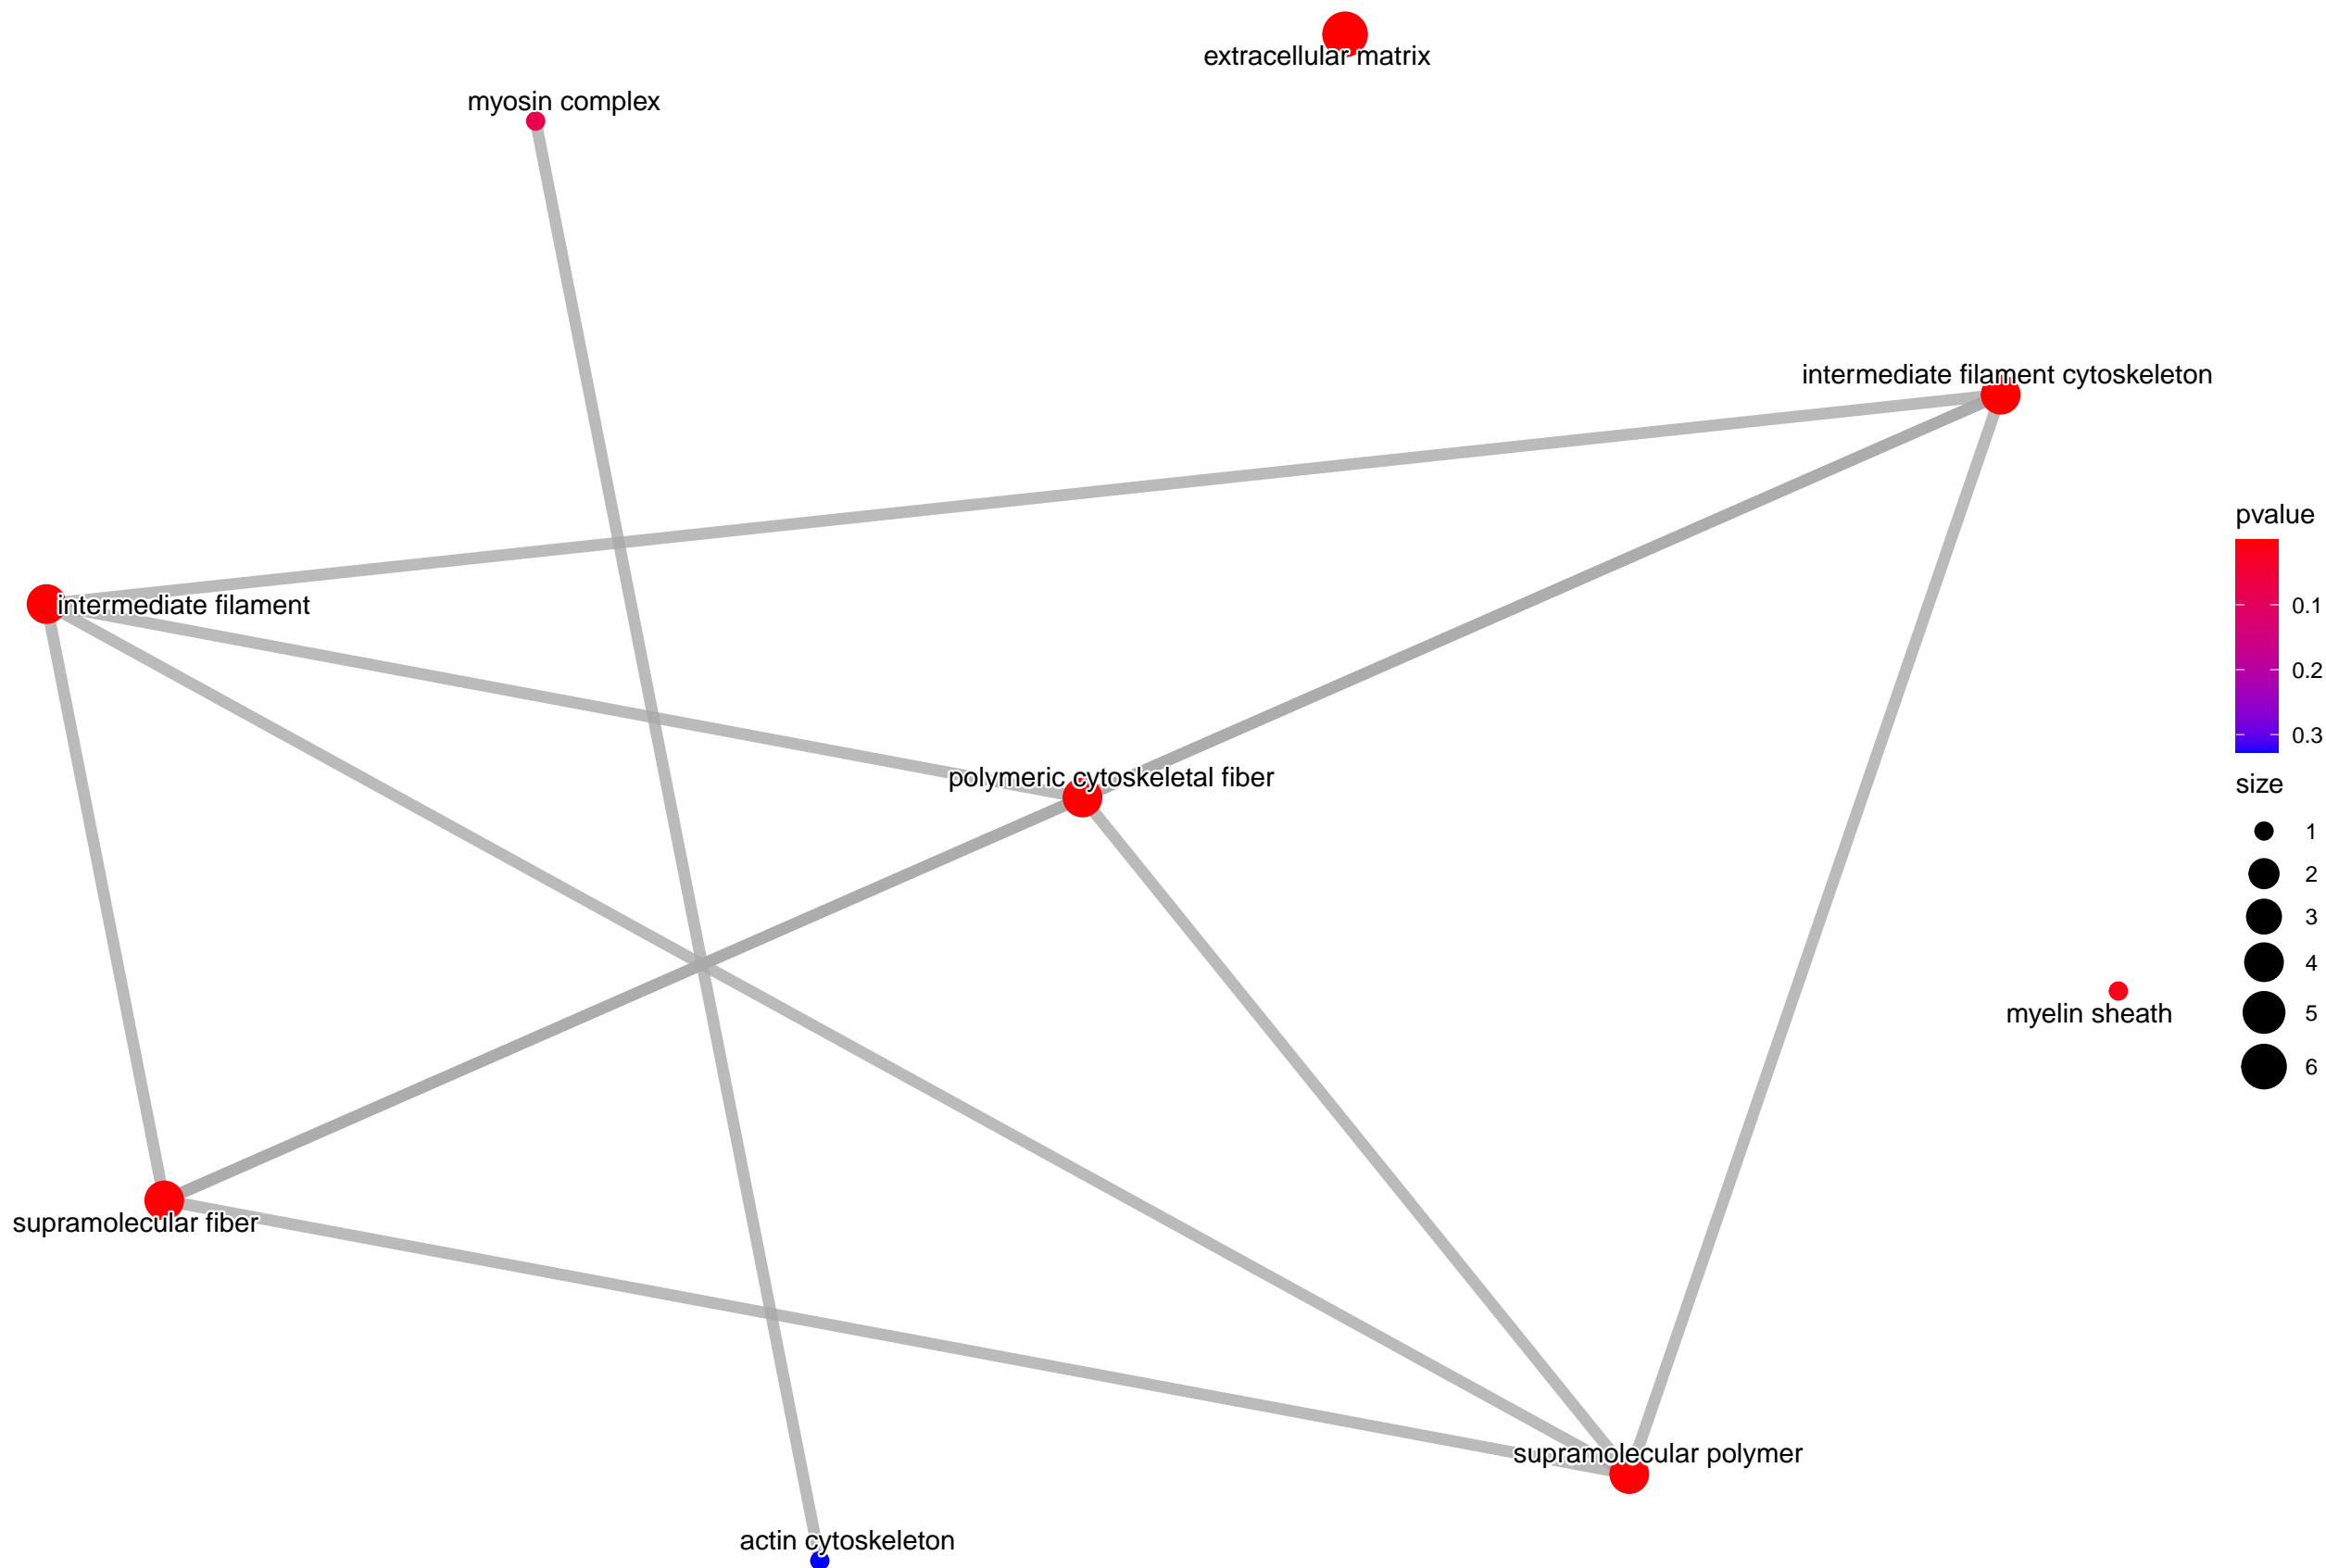 extracellular matrix
myosin complex
intermediate filament cytoskeleton
intermediate filament
polymeric cytoskeletal fiber
myelin sheath
supramolecular fiber
supramolecular polymer
actin cytoskeleton
pvalue
0.1
0.2
0.3
size
1
2
3
4
5
6